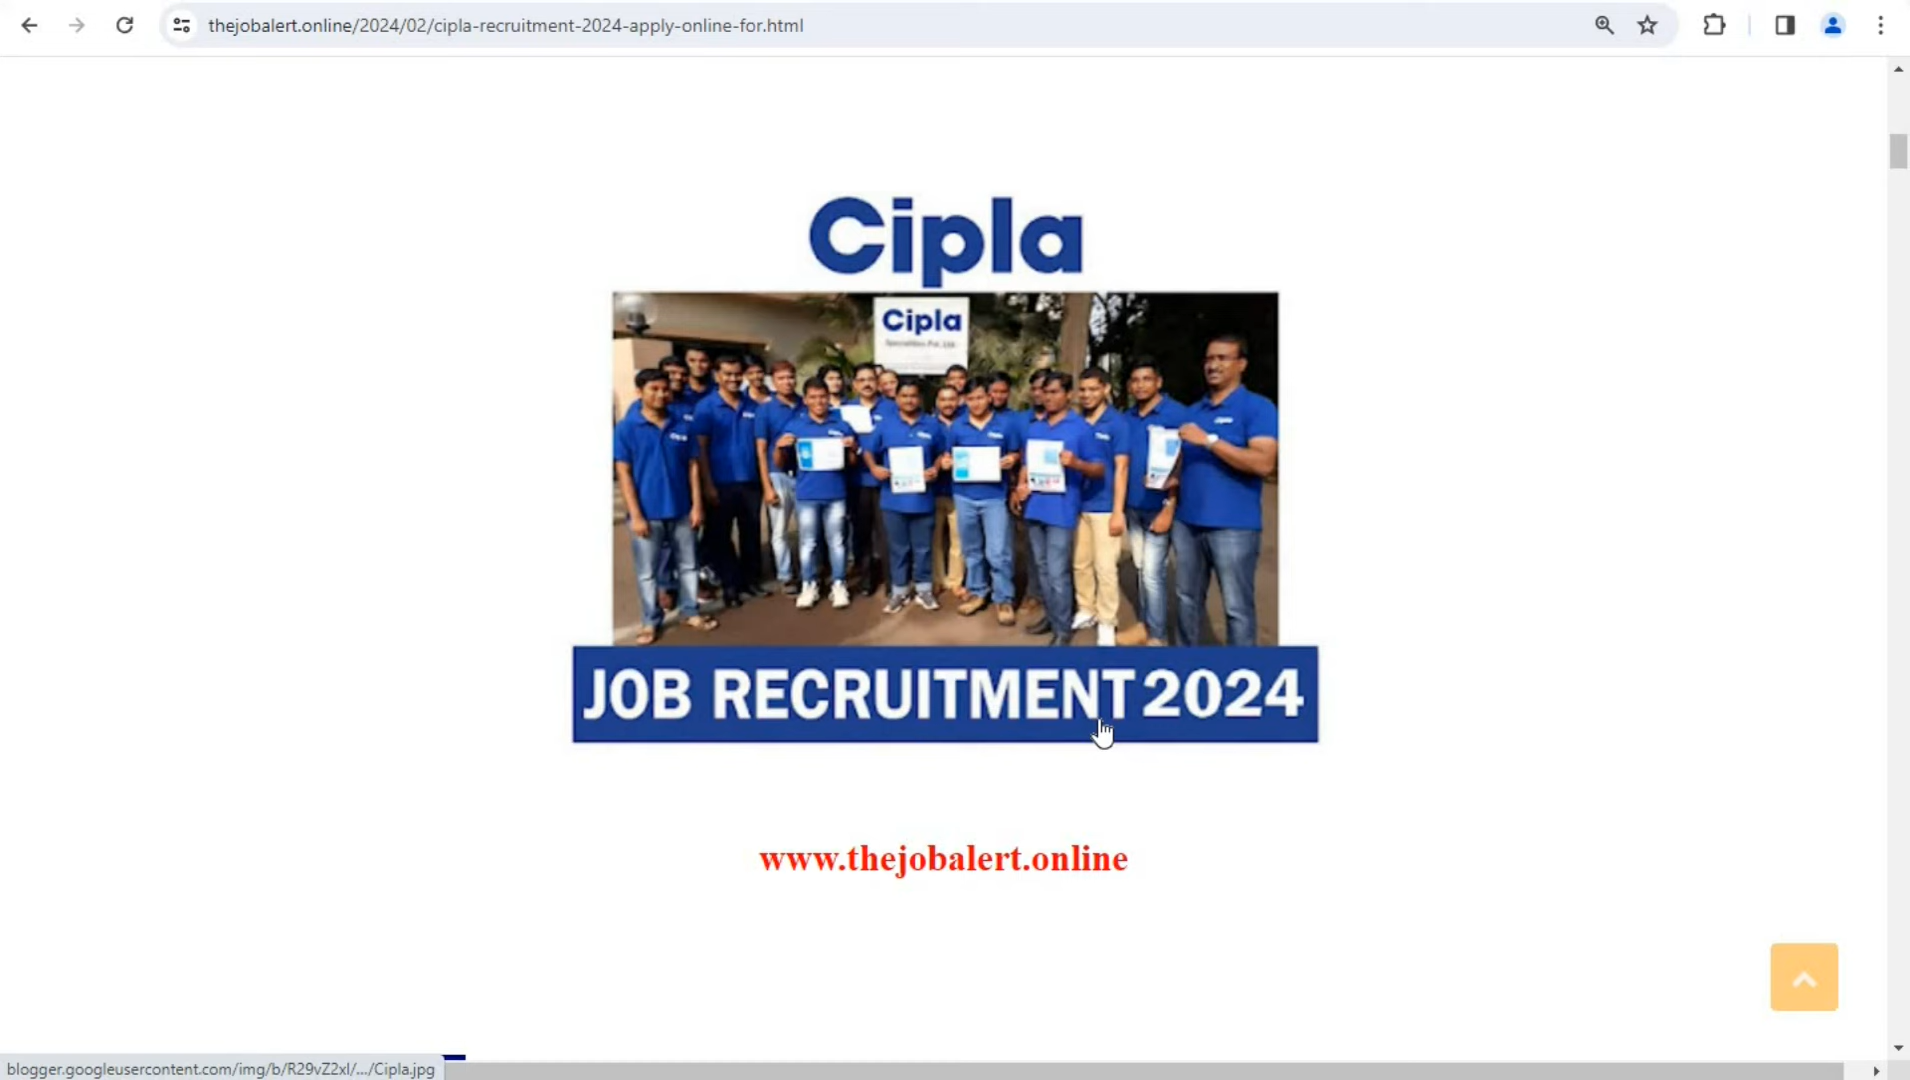 thejobalert.online/2024/02/cipla-recruitment-2024-apply-online-for.html
Cipla
Cipla
JOB RECRUITMENT 2024
www.thejobalert.online
blogger.googleusercontent.com/img/b/R29vZ2xl/.../Cipla.jpg